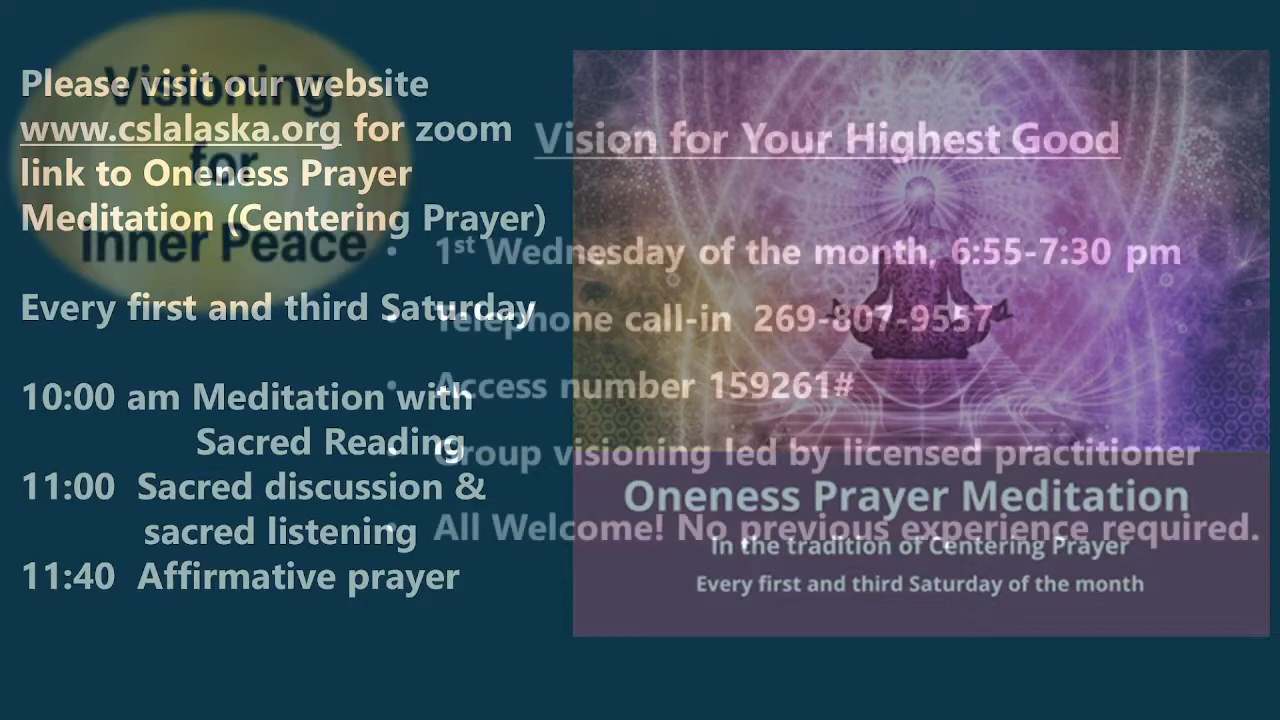 Please visit our website
www.cslalaska.org for zoom
link to Oneness Prayer
Meditation (Centering Prayer)
Every first and third Saturday
10:00 am Meditation with
Sacred Reading
11:00 Sacred discussion &
sacred listening
11:40 Affirmative prayer
Oneness Prayer Meditation
In the tradition of Centering Prayer
Every first and third Saturday of the month
Visioning
for
Inner Peace
Vision for Your Highest Good
• 1st Wednesday of the month, 6:55-7:30 pm
• Telephone call-in 269-807-9557
• Access number 159261#
• Group visioning led by licensed practitioner
• All Welcome! No previous experience required.